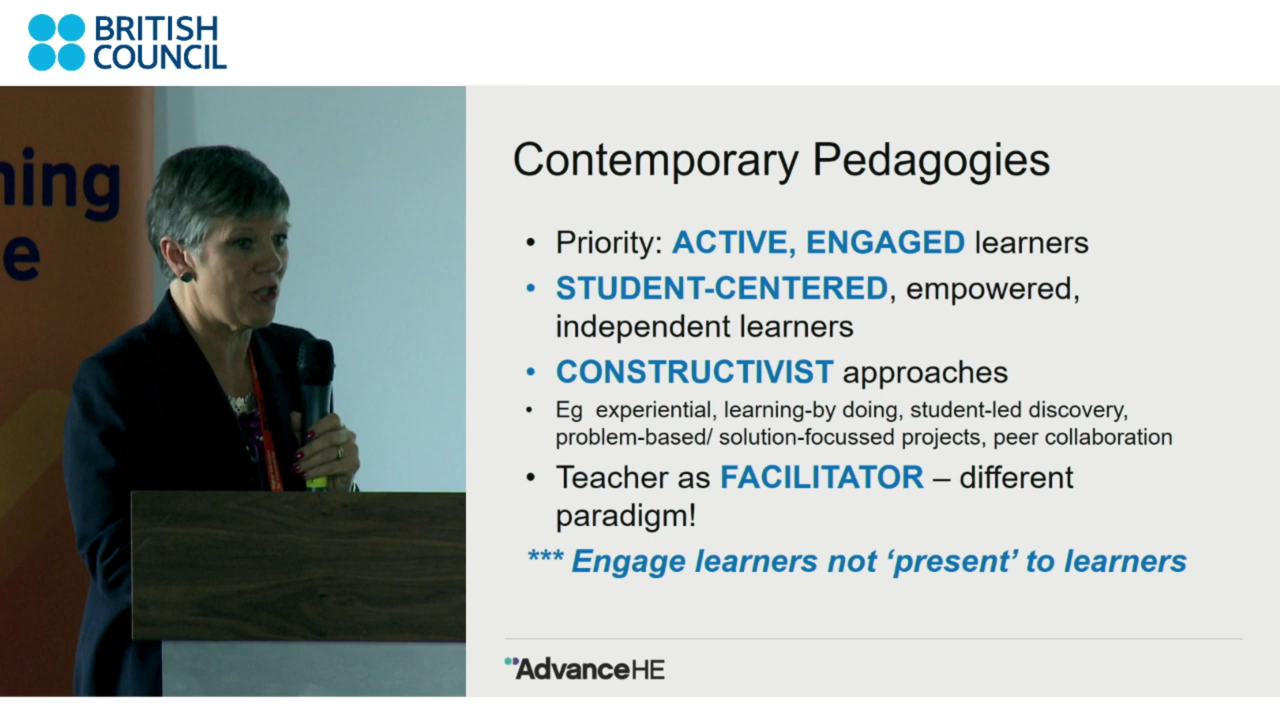 BRITISH
COUNCIL
ning
e
Contemporary Pedagogies
• Priority: ACTIVE, ENGAGED learners
• STUDENT-CENTERED, empowered,
independent learners
• CONSTRUCTIVIST approaches
• Eg experiential, learning-by doing, student-led discovery,
problem-based/ solution-focussed projects, peer collaboration
• Teacher as FACILITATOR – different
paradigm!
*** Engage learners not ‘present’ to learners
AdvanceHE